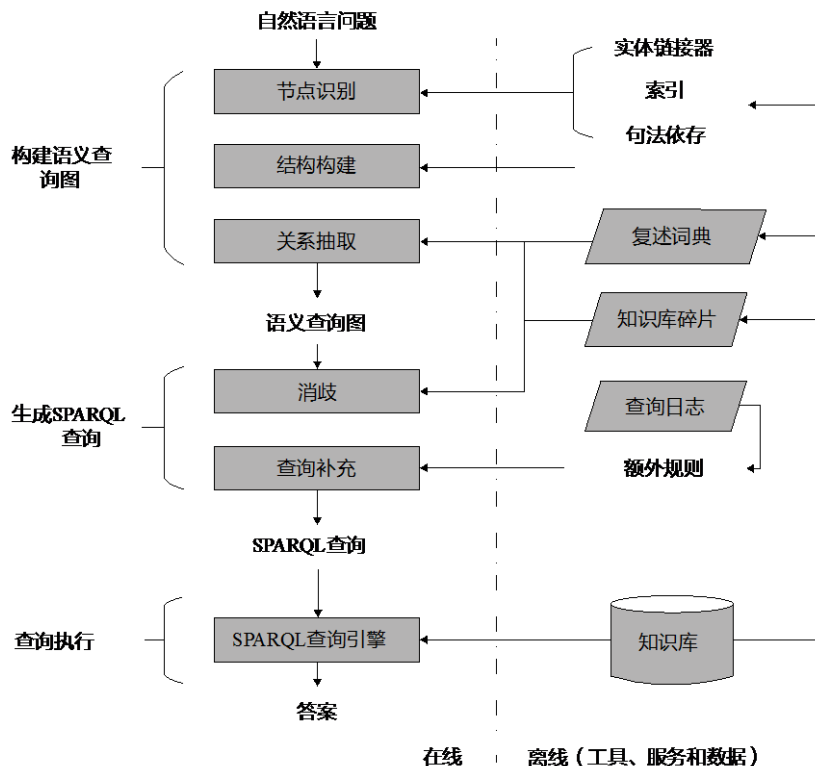 自然语言问题
实体链接器
节点识别
索引
句法依存
构建语义查
询图
结构构建
关系抽取
复述词典
语义查询图
知识库碎片
消歧
查询日志
生成SPARQL
查询
查询补充
额外规则
SPARQL查询
查询执行
SPARQL查询引擎
知识库
答案
在线
离线（工具、服务和数据）